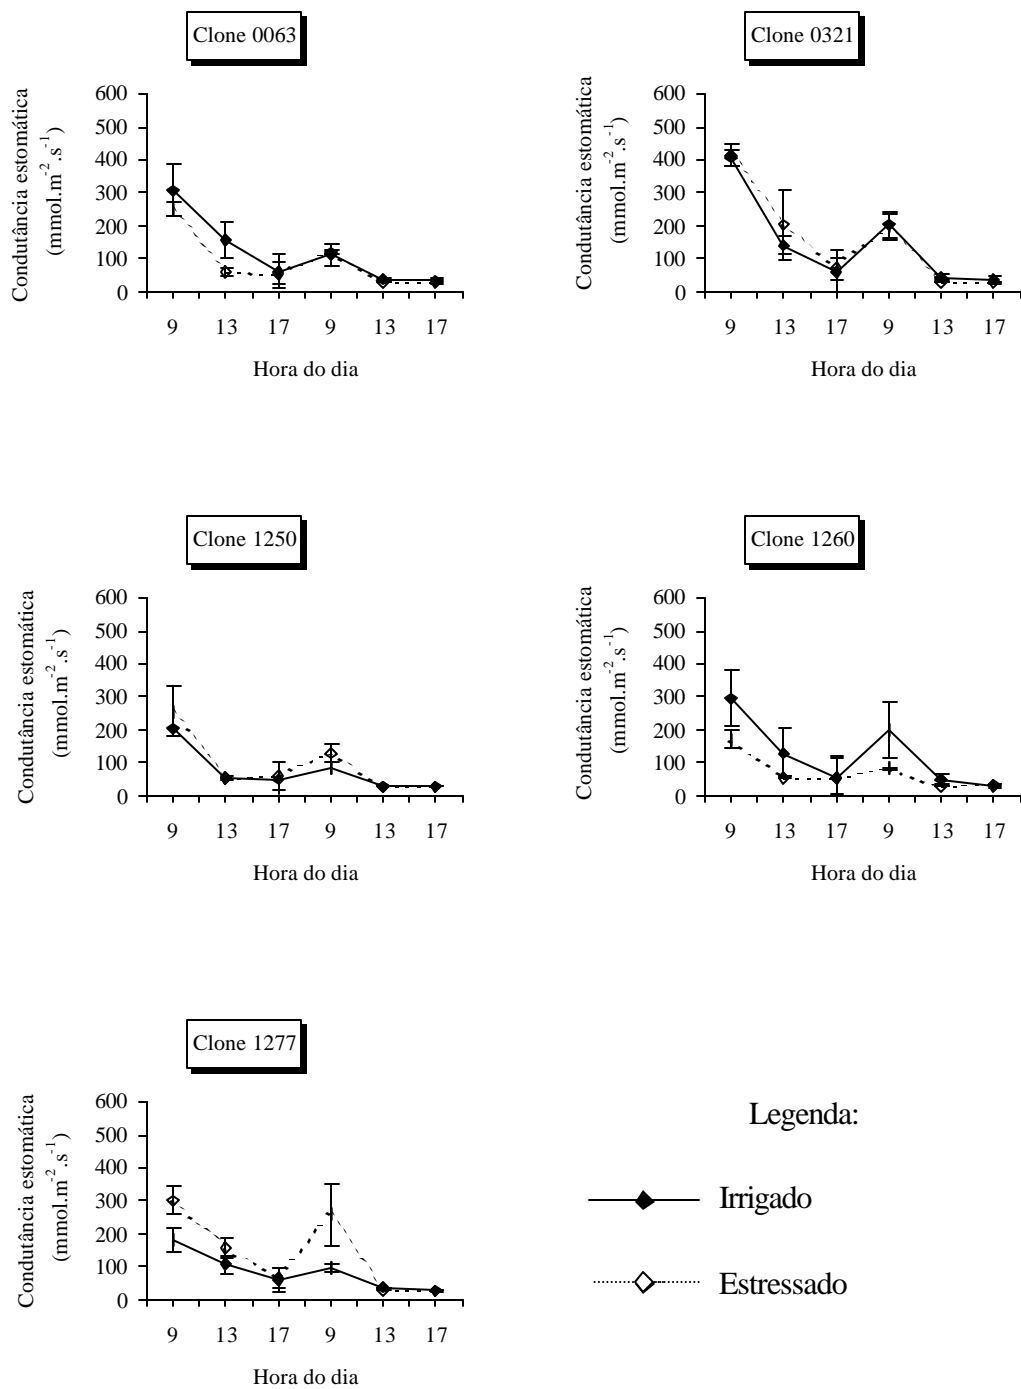 Clone 0063
Condutância estomática
(mmol.m-2.s-1)
600
500
400
300
200
100
0
9 13 17 9 13 17
Hora do dia
Clone 0321
Condutância estomática
(mmol.m-2.s-1)
600
500
400
300
200
100
0
9 13 17 9 13 17
Hora do dia
Clone 1250
Condutância estomática
(mmol.m-2.s-1)
600
500
400
300
200
100
0
9 13 17 9 13 17
Hora do dia
Clone 1260
Condutância estomática
(mmol.m-2.s-1)
600
500
400
300
200
100
0
9 13 17 9 13 17
Hora do dia
Clone 1277
Condutância estomática
(mmol.m-2.s-1)
600
500
400
300
200
100
0
9 13 17 9 13 17
Hora do dia
Legenda:
Irrigado
Estressado